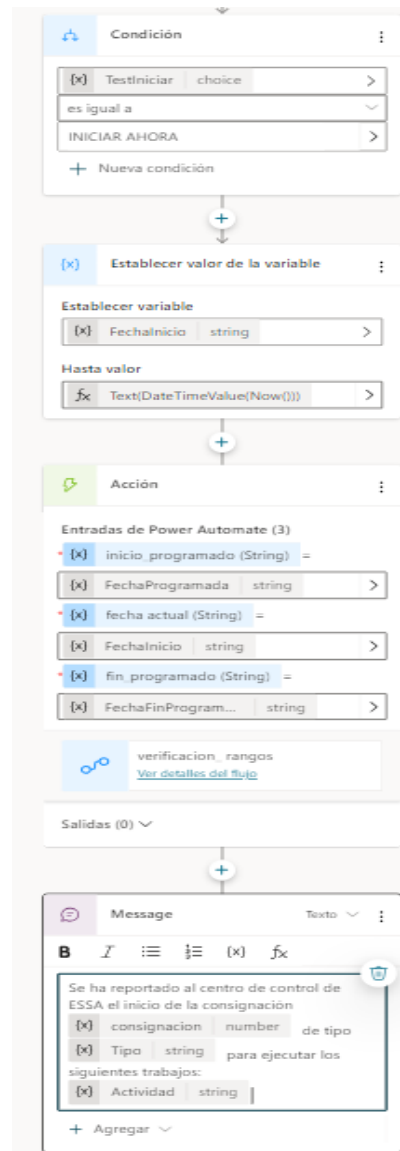 Condición
{x} TestIniciar choice
es igual a
INICIAR AHORA
+ Nueva condición
{x} Establecer valor de la variable
Establecer variable
{x} FechaInicio string
Hasta valor
fx Text(DateTimeValue(Now()))
Acción
Entradas de Power Automate (3)
* {x} inicio_programado (String) =
{x} FechaProgramada string
* {x} fecha actual (String) =
{x} FechaInicio string
* {x} fin_programado (String) =
{x} FechaFinProgram... string
verificacion_ rangos
Ver detalles del flujo
Salidas (0)
Message Texto
B I {x} fx
Se ha reportado al centro de control de
ESSA el inicio de la consignación
{x} consignacion number de tipo
{x} Tipo string para ejecutar los
siguientes trabajos:
{x} Actividad string
+ Agregar